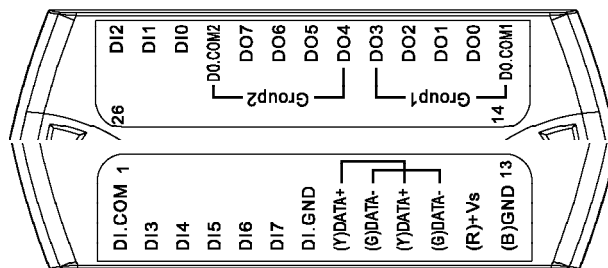 DI2
DI1
DI0
DO.COM2
DO7
DO6
DO5
DO4
DO3
DO2
DO1
DO0
DO.COM1
Group2
Group1
26
14
DI.COM 1
DI3
DI4
DI5
DI6
DI7
DI.GND
(Y)DATA+
(G)DATA-
(Y)DATA+
(G)DATA-
(R)+Vs
(B)GND 13